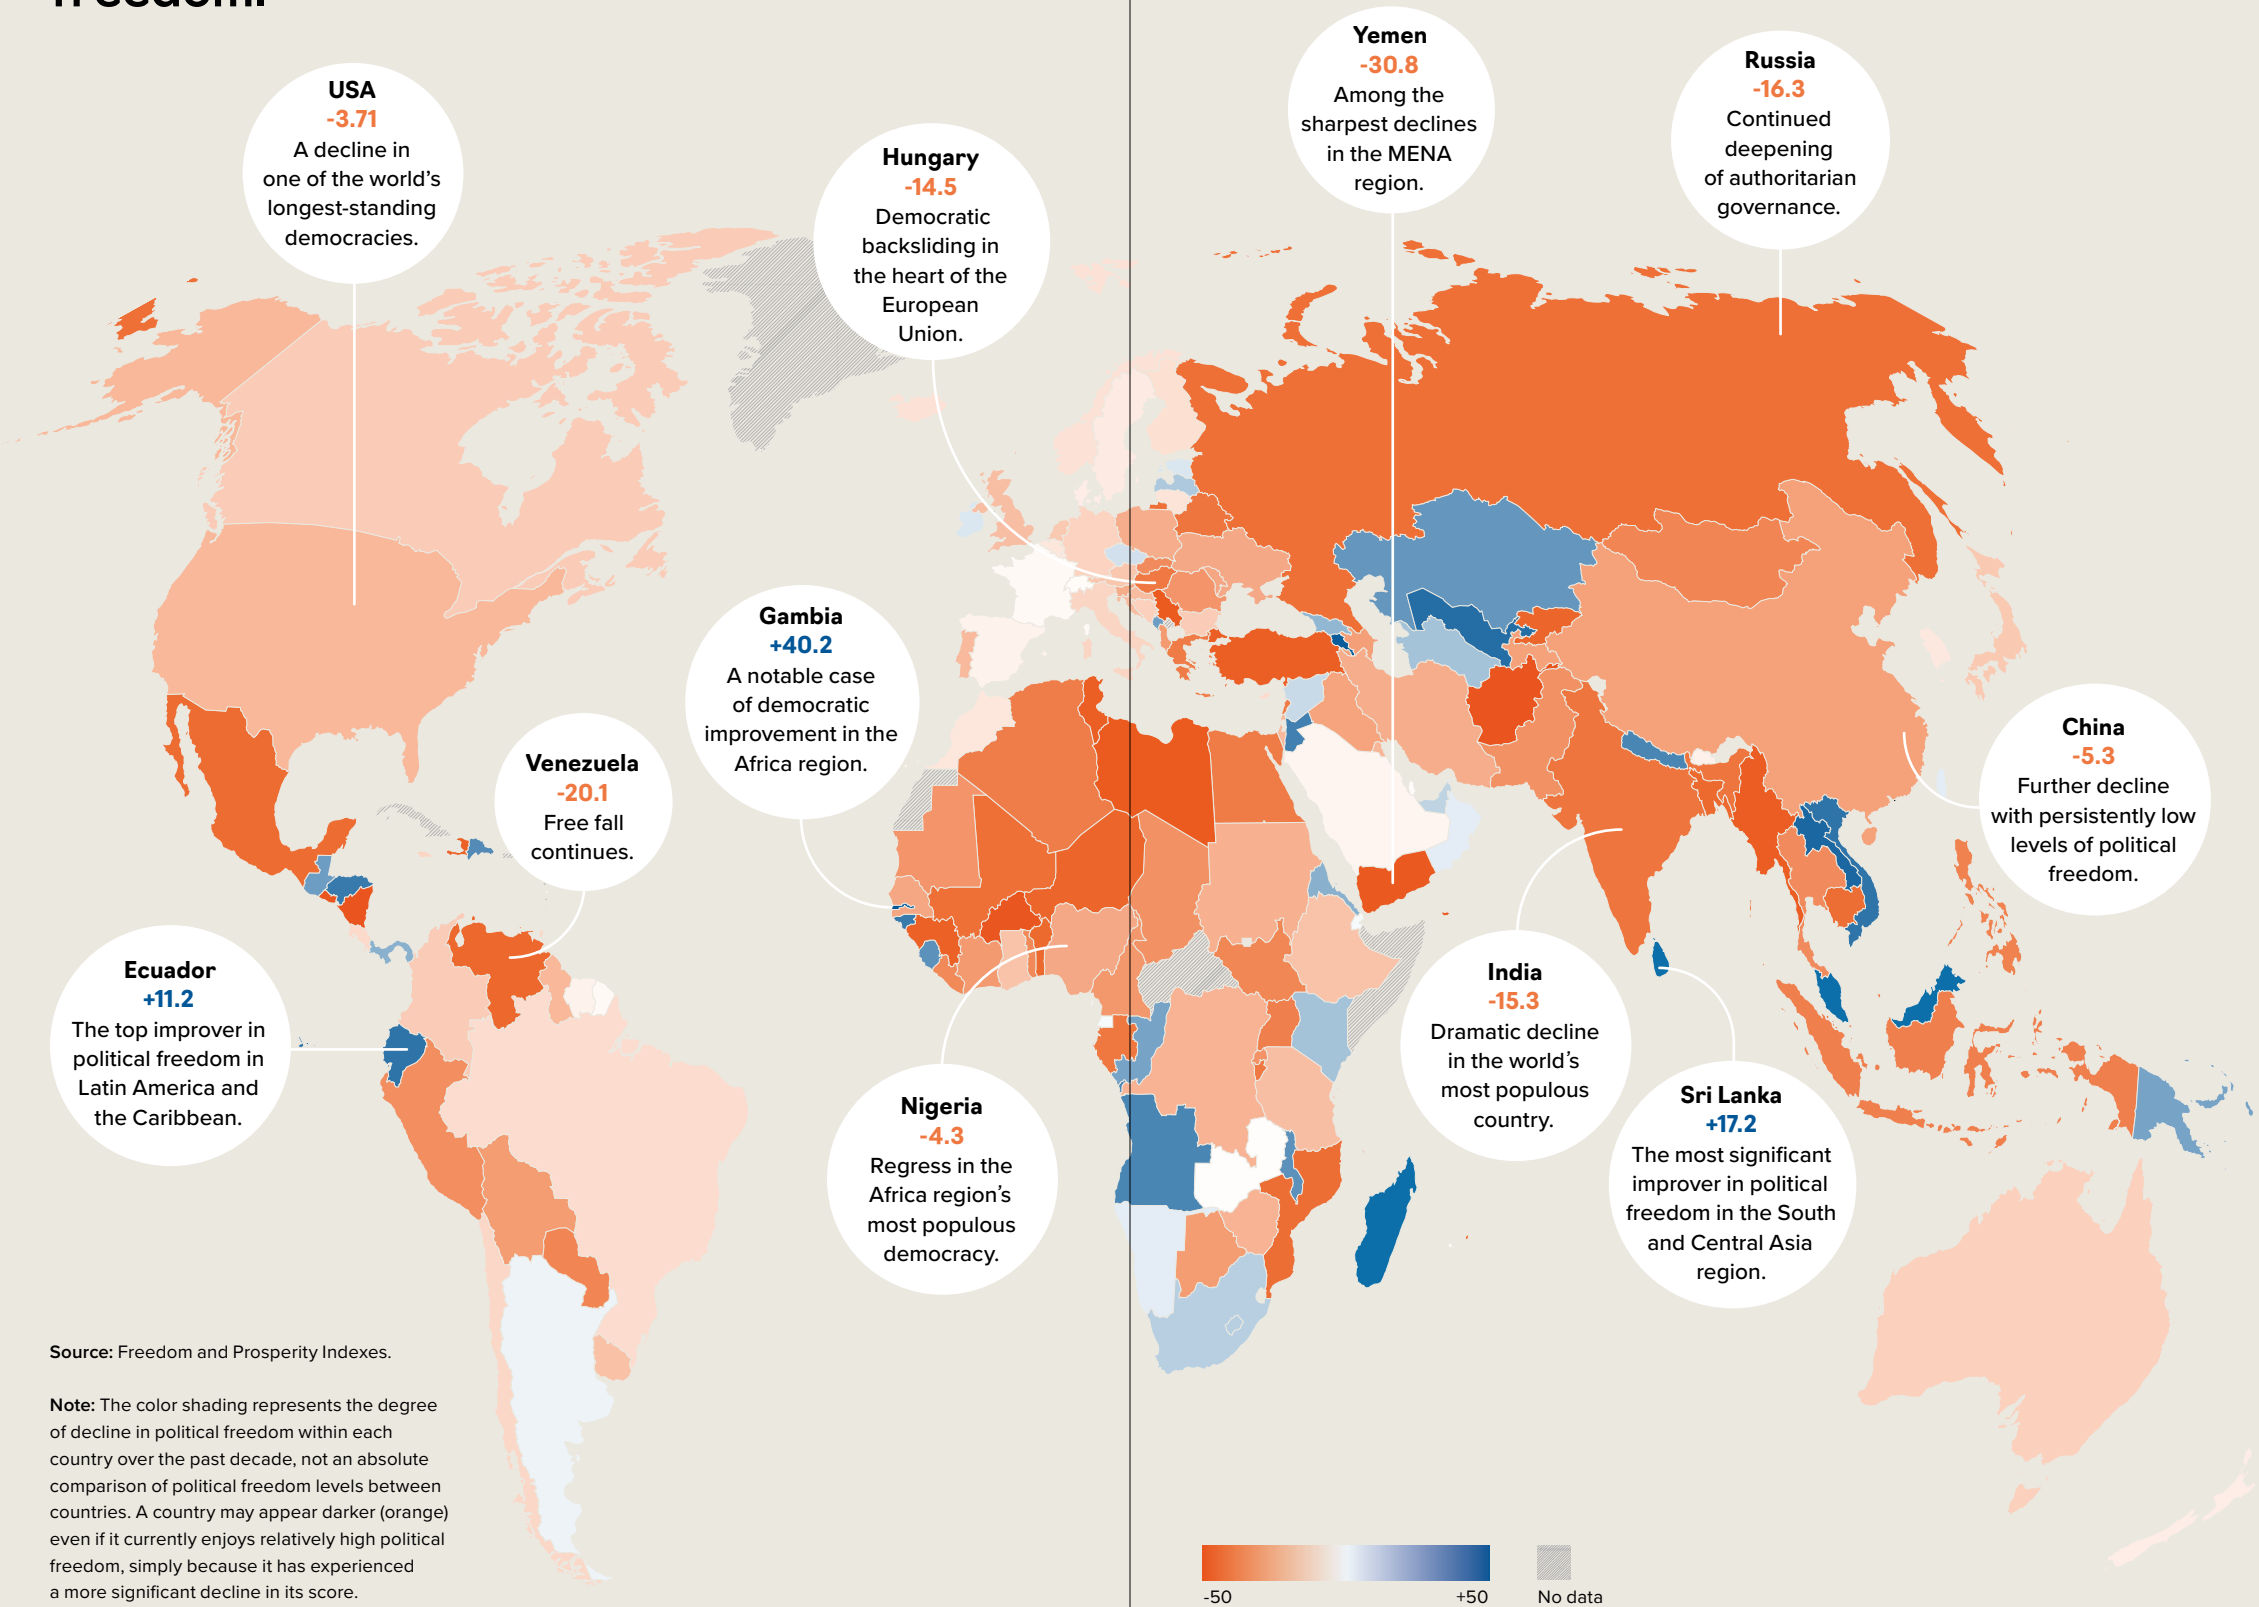 freedom.
USA
-3.71
A decline in
one of the world's
longest-standing
democracies.
Hungary
-14.5
Democratic
backsliding in
the heart of the
European
Union.
Yemen
-30.8
Among the
sharpest declines
in the MENA
region.
Russia
-16.3
Continued
deepening
of authoritarian
governance.
Gambia
+40.2
A notable case
of democratic
improvement in the
Africa region.
Venezuela
-20.1
Free fall
continues.
China
-5.3
Further decline
with persistently low
levels of political
freedom.
Ecuador
+11.2
The top improver in
political freedom in
Latin America and
the Caribbean.
Nigeria
-4.3
Regress in the
Africa region's
most populous
democracy.
India
-15.3
Dramatic decline
in the world's
most populous
country.
Sri Lanka
+17.2
The most significant
improver in political
freedom in the South
and Central Asia
region.
Source: Freedom and Prosperity Indexes.
Note: The color shading represents the degree
of decline in political freedom within each
country over the past decade, not an absolute
comparison of political freedom levels between
countries. A country may appear darker (orange)
even if it currently enjoys relatively high political
freedom, simply because it has experienced
a more significant decline in its score.
-50
+50
No data